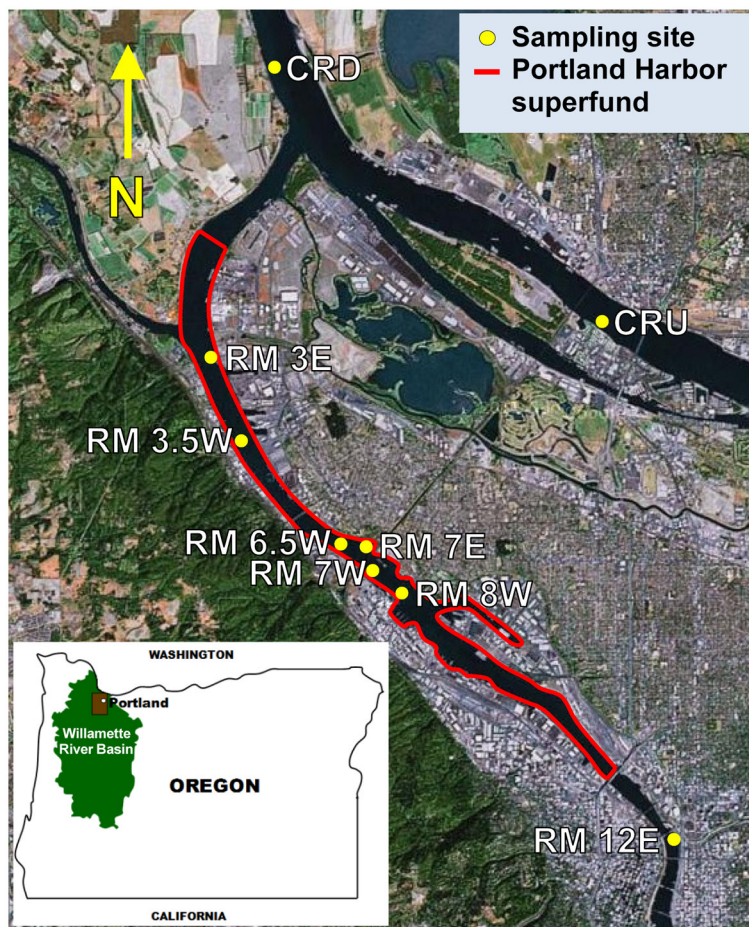 Sampling site
Portland Harbor
superfund
CRD
N
CRU
RM 3E
RM 3.5W
RM 6.5W
RM 7E
RM 7W
RM 8W
RM 12E
WASHINGTON
Portland
Willamette
River Basin
OREGON
CALIFORNIA